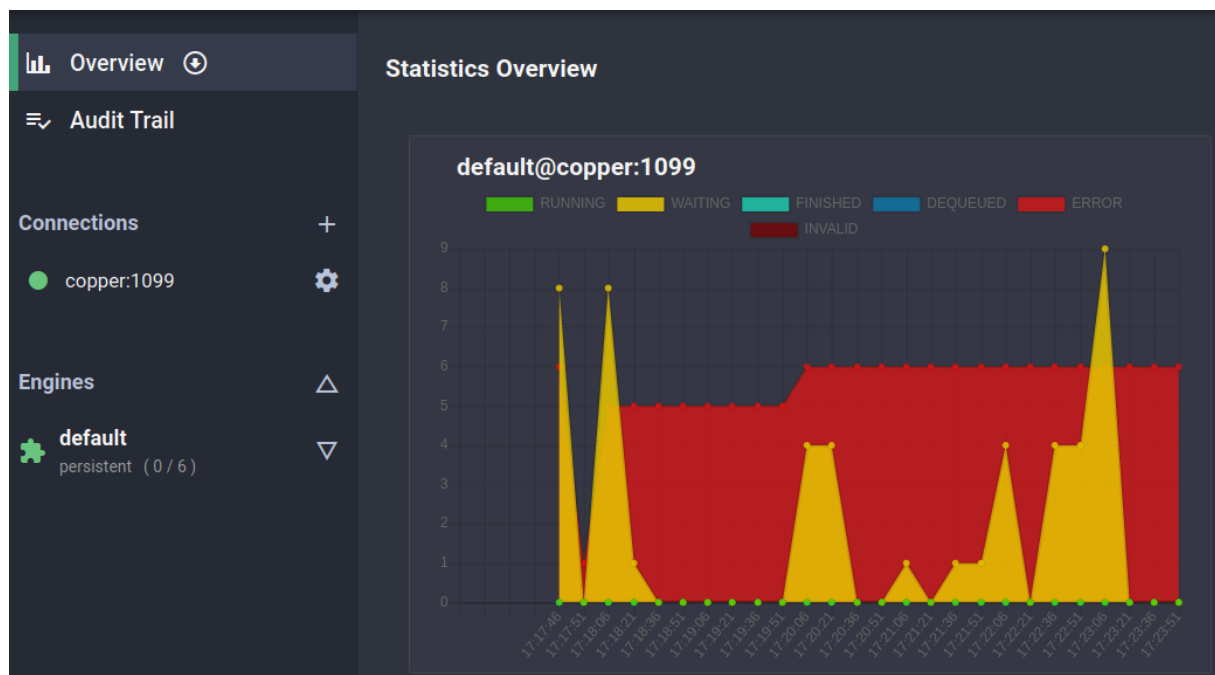 Overview
Audit Trail
Connections
copper:1099
Engines
default
persistent ( 0 / 6 )
Statistics Overview
default@copper:1099
RUNNING WAITING FINISHED DEQUEUED ERROR
INVALID
9
8
7
6
5
4
3
2
1
0
17:17:46 17:17:51 17:18:06 17:18:21 17:18:36 17:18:51 17:19:06 17:19:21 17:19:36 17:19:51 17:20:06 17:20:21 17:20:36 17:20:51 17:21:06 17:21:21 17:21:36 17:21:51 17:22:06 17:22:21 17:22:36 17:22:51 17:23:06 17:23:21 17:23:36 17:23:51